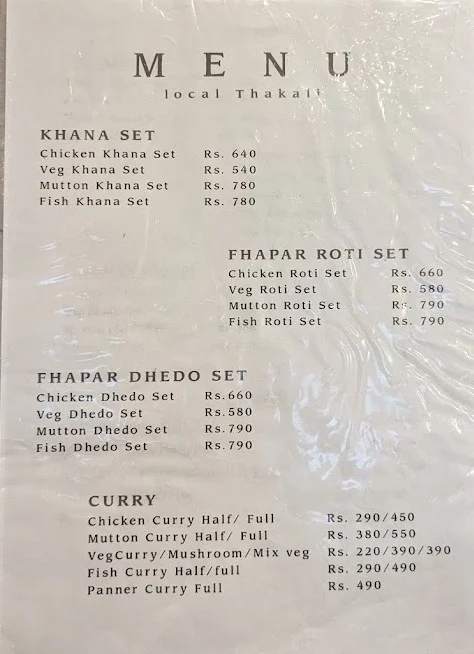 MENU
local Thakali
KHANA SET
Chicken Khana Set Rs. 640
Veg Khana Set Rs. 540
Mutton Khana Set Rs. 780
Fish Khana Set Rs. 780
FHAPAR ROTI SET
Chicken Roti Set Rs. 660
Veg Roti Set Rs. 580
Mutton Roti Set Rs. 790
Fish Roti Set Rs. 790
FHAPAR DHEDO SET
Chicken Dhedo Set Rs.660
Veg Dhedo Set Rs.580
Mutton Dhedo Set Rs.790
Fish Dhedo Set Rs.790
CURRY
Chicken Curry Half/ Full Rs. 290/450
Mutton Curry Half/ Full Rs. 380/550
VegCurry/Mushroom/Mix veg Rs. 220/390/390
Fish Curry Half/full Rs. 290/490
Panner Curry Full Rs. 490